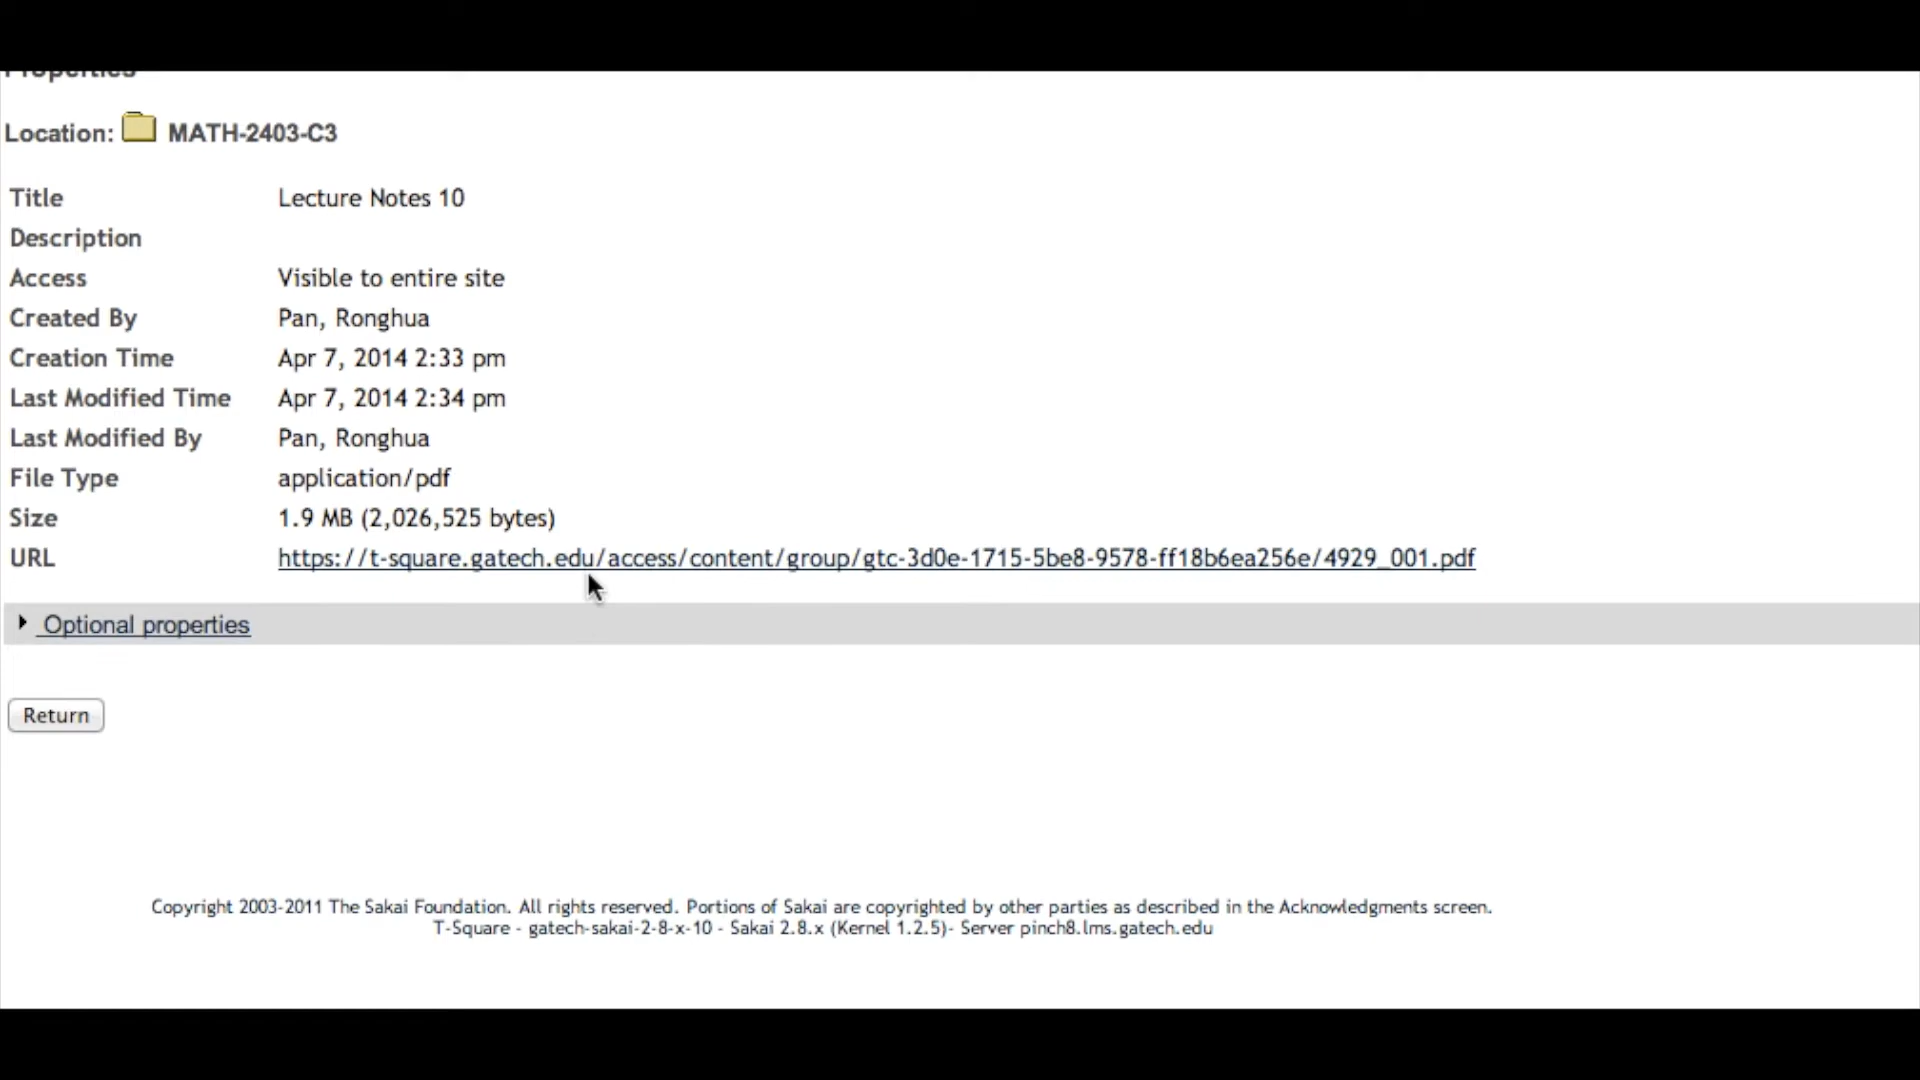 Properties
Location: MATH-2403-C3
Title Lecture Notes 10
Description
Access Visible to entire site
Created By Pan, Ronghua
Creation Time Apr 7, 2014 2:33 pm
Last Modified Time Apr 7, 2014 2:34 pm
Last Modified By Pan, Ronghua
File Type application/pdf
Size 1.9 MB (2,026,525 bytes)
URL https://t-square.gatech.edu/access/content/group/gtc-3d0e-1715-5be8-9578-ff18b6ea256e/4929_001.pdf
Optional properties
Return
Copyright 2003-2011 The Sakai Foundation. All rights reserved. Portions of Sakai are copyrighted by other parties as described in the Acknowledgments screen.
T-Square - gatech-sakai-2-8-x-10 - Sakai 2.8.x (Kernel 1.2.5)- Server pinch8.lms.gatech.edu